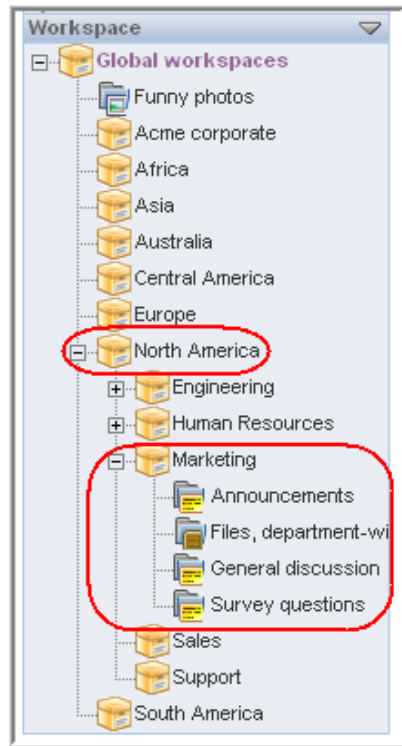 Workspace
Global workspaces
Funny photos
Acme corporate
Africa
Asia
Australia
Central America
Europe
North America
Engineering
Human Resources
Marketing
Announcements
Files, department-wi
General discussion
Survey questions
Sales
Support
South America